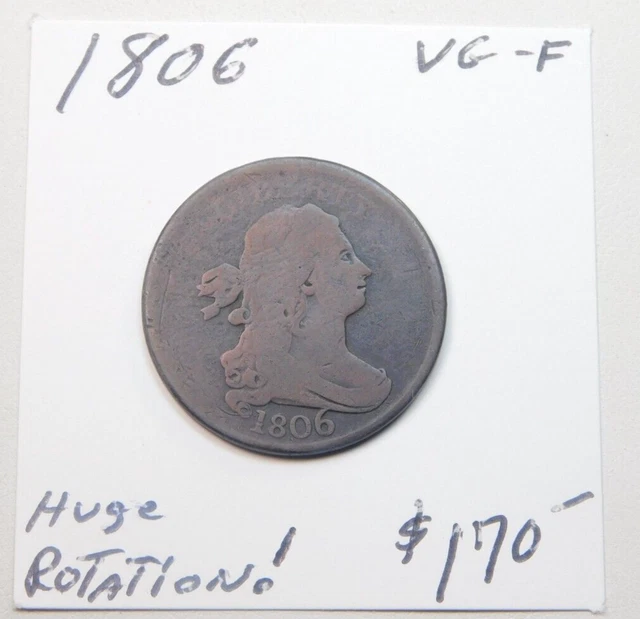 1806 VG-F
1806
Huge $170-
ROTATION!